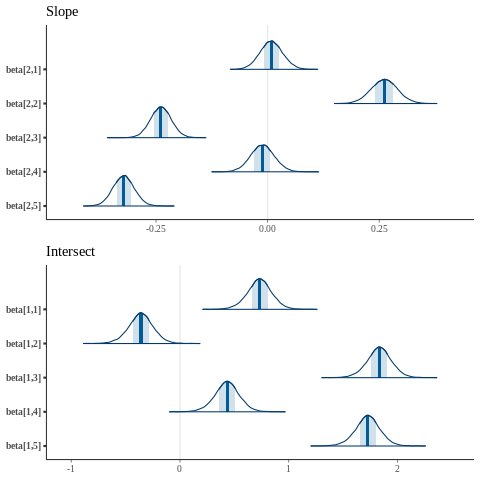 Slope
beta[2,1]
beta[2,2]
beta[2,3]
beta[2,4]
beta[2,5]
-0.25 0.00 0.25
Intersect
beta[1,1]
beta[1,2]
beta[1,3]
beta[1,4]
beta[1,5]
-1 0 1 2